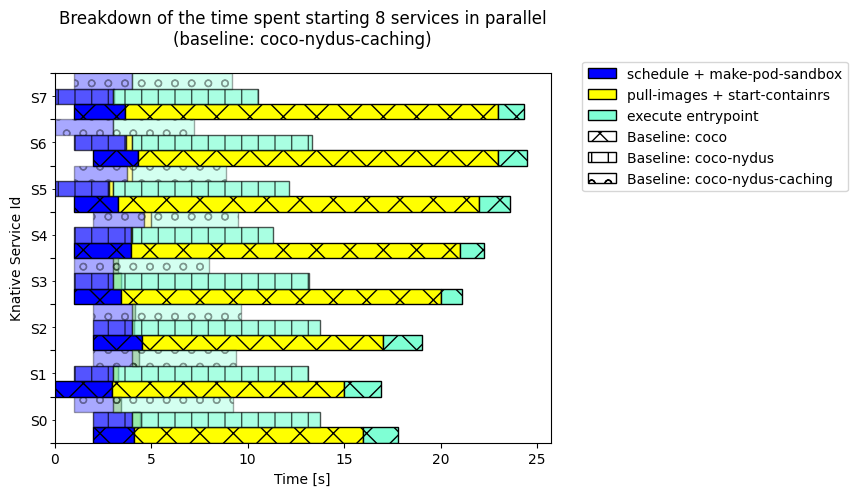 Breakdown of the time spent starting 8 services in parallel
(baseline: coco-nydus-caching)
schedule + make-pod-sandbox
pull-images + start-containrs
execute entrypoint
Baseline: coco
Baseline: coco-nydus
Baseline: coco-nydus-caching
Knative Service Id
S7
S6
S5
S4
S3
S2
S1
S0
0 5 10 15 20 25
Time [s]